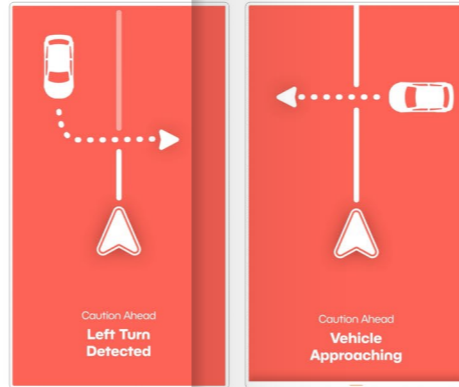 Caution Ahead
Left Turn
Detected
Caution Ahead
Vehicle
Approaching